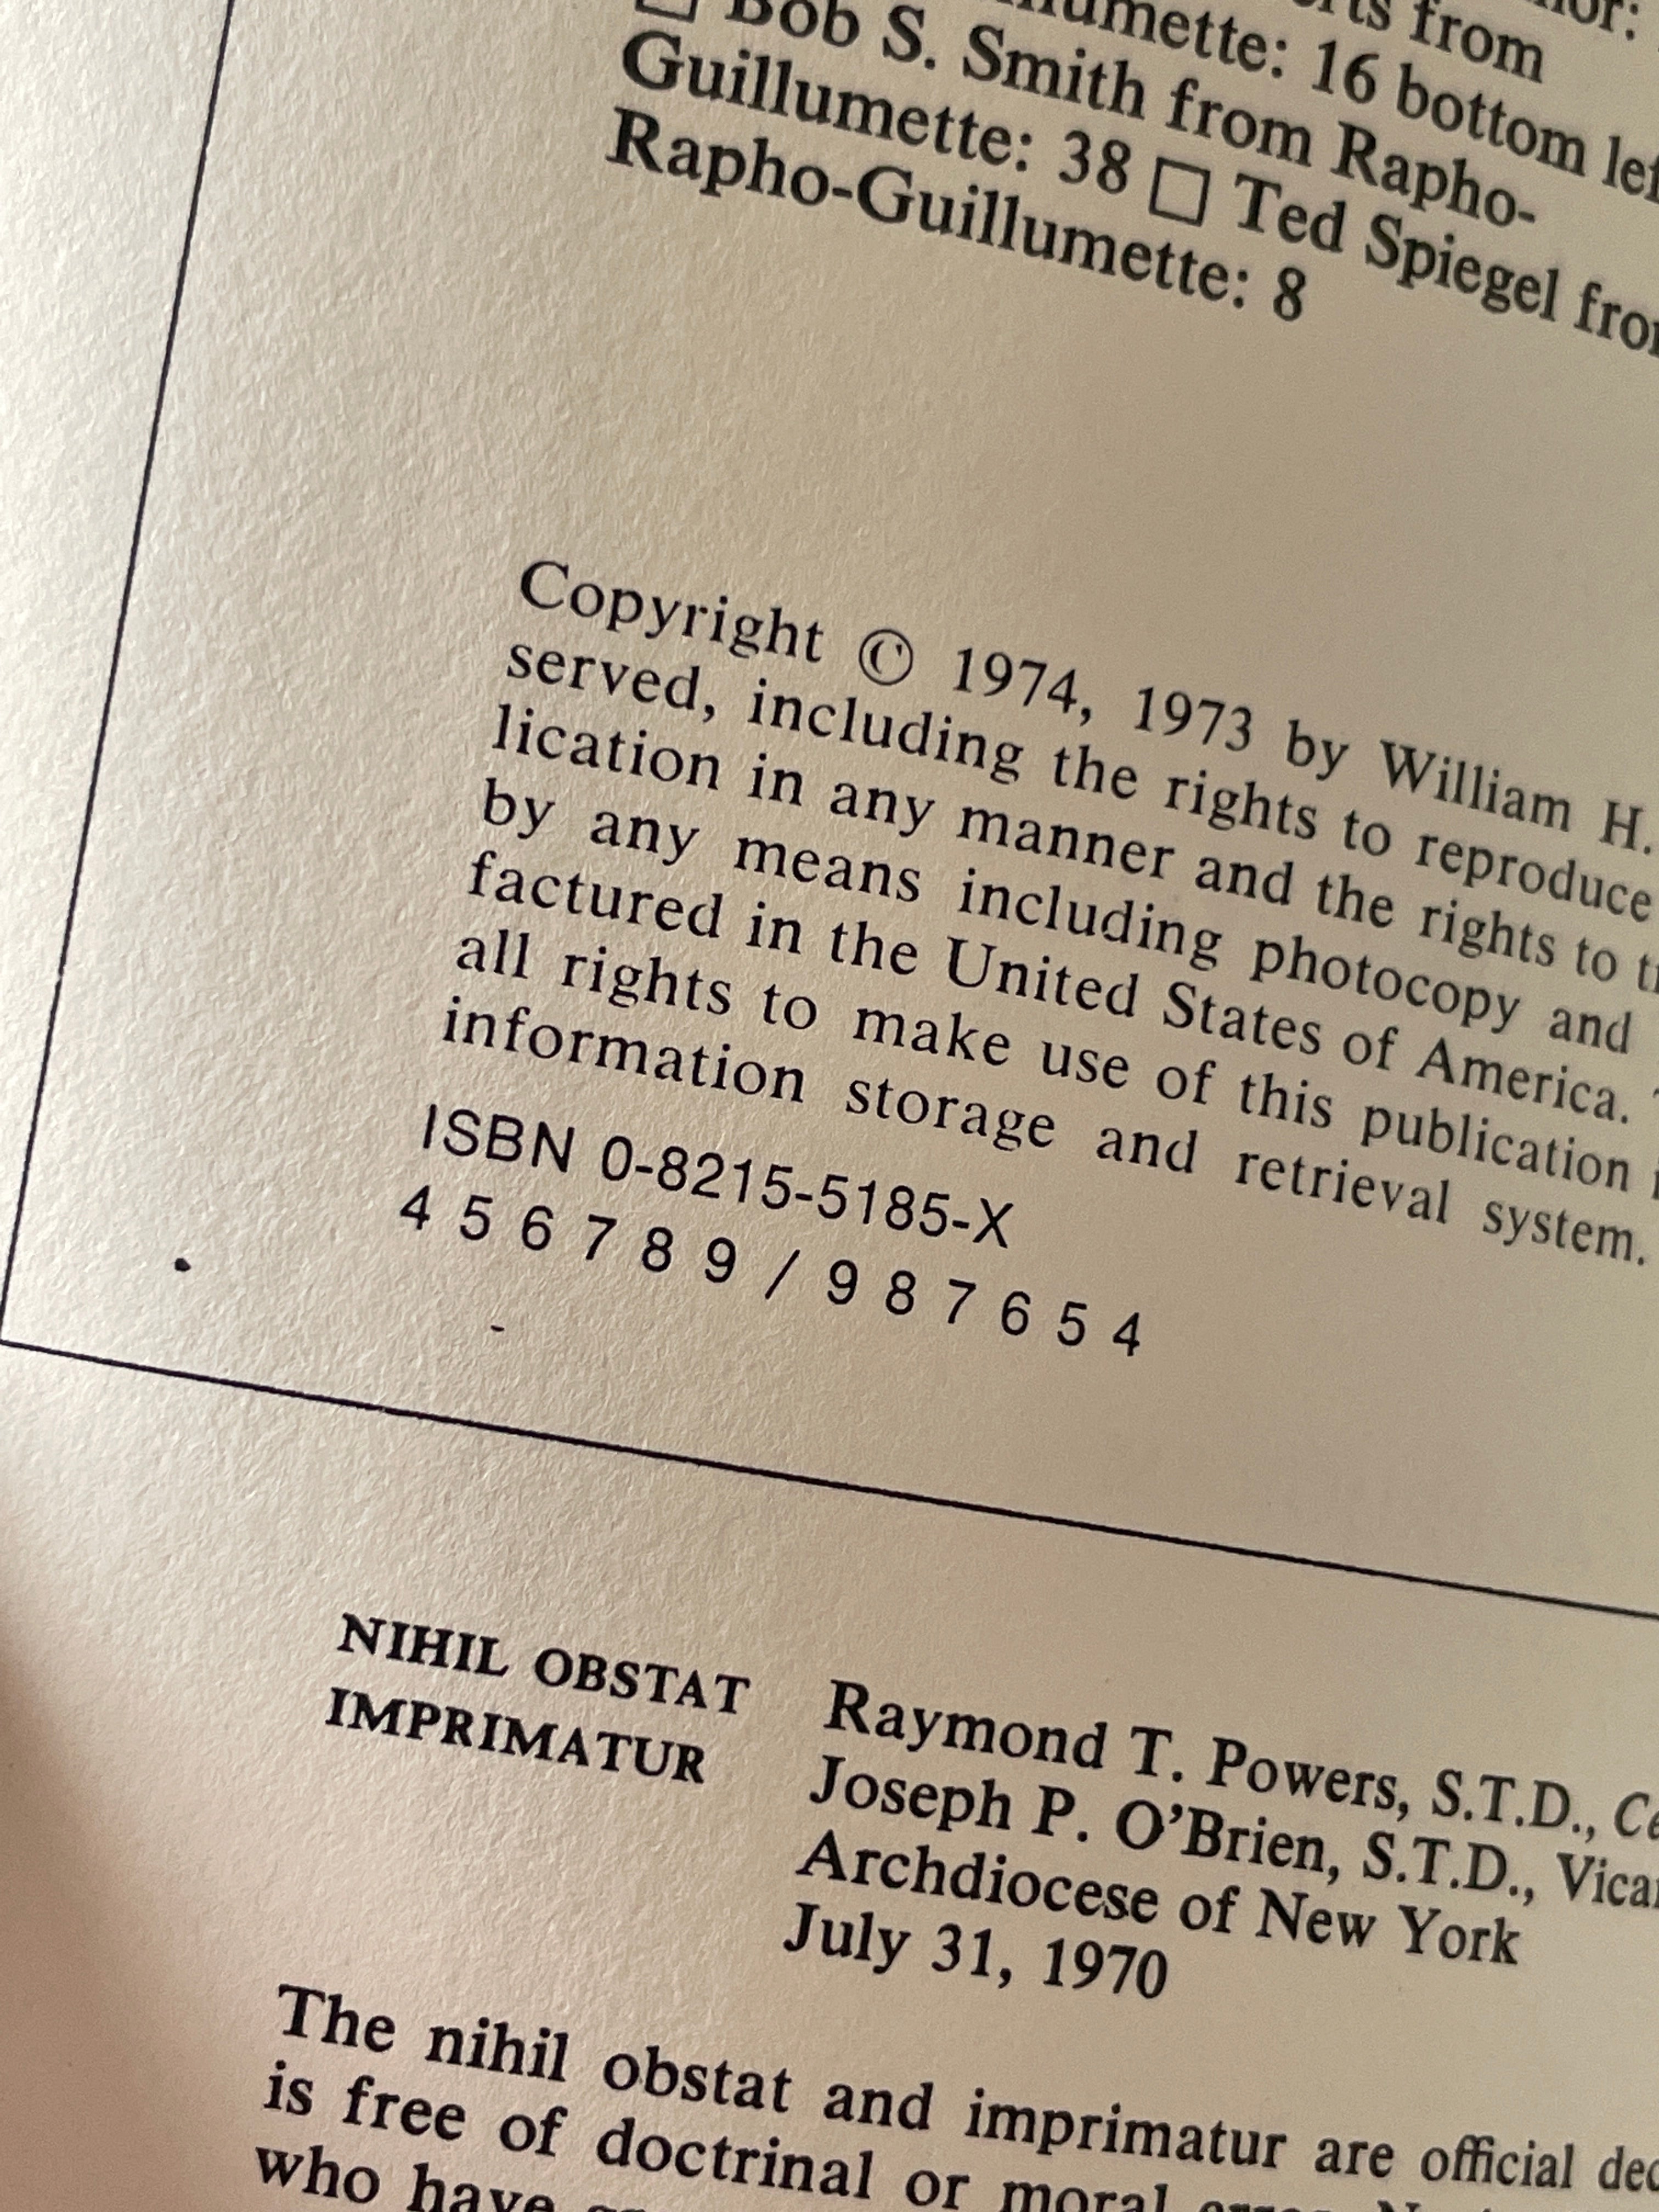 from
mette: 16 bottom
□ Bob S. Smith from Rapho-
Guillumette: 38 □ Ted Spiegel
Rapho-Guillumette: 8
Copyright © 1974, 1973 by William H.
served, including the rights to reproduce
lication in any manner and the rights to
by any means including photocopy and
factured in the United States of America.
all rights to make use of this publication
information storage and retrieval system.
ISBN 0-8215-5185-X
4 5 6 7 8 9 / 9 8 7 6 5 4
NIHIL OBSTAT Raymond T. Powers, S.T.D.,
IMPRIMATUR Joseph P. O'Brien, S.T.D.,
Archdiocese of New York
July 31, 1970
The nihil obstat and imprimatur are official
is free of doctrinal or moral
who have